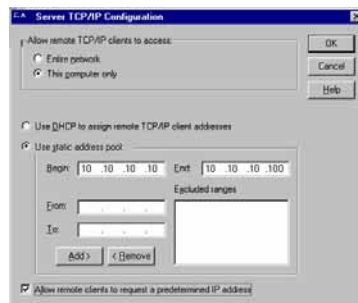 Server TCP/IP Configuration
Allow remote TCP/IP clients to access:
Entire network
This computer only
OK
Cancel
Help
Use DHCP to assign remote TCP/IP client addresses
Use static address pool:
Begin: 10 .10 .10 .10 End: 10 .10 .10 .100
Excluded ranges
From: . . .
To: . . .
Add > < Remove
Allow remote clients to request a predetermined IP address